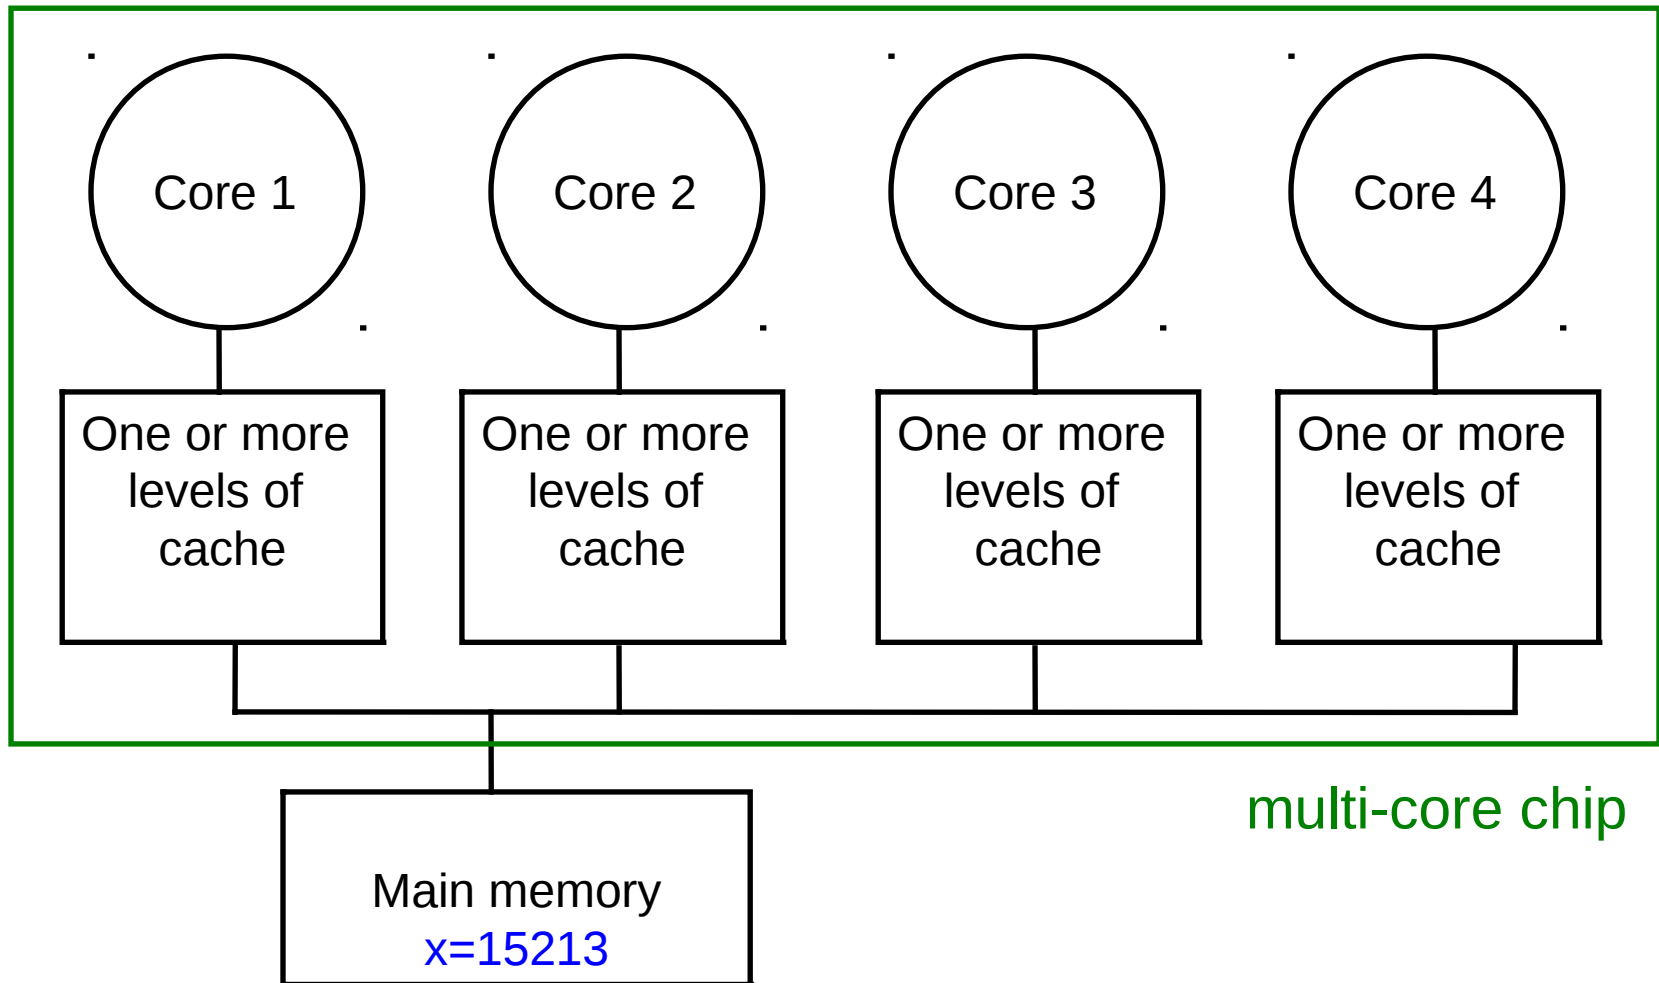 Core 1
Core 2
Core 3
Core 4
One or more
levels of
cache
One or more
levels of
cache
One or more
levels of
cache
One or more
levels of
cache
multi-core chip
Main memory
x=15213